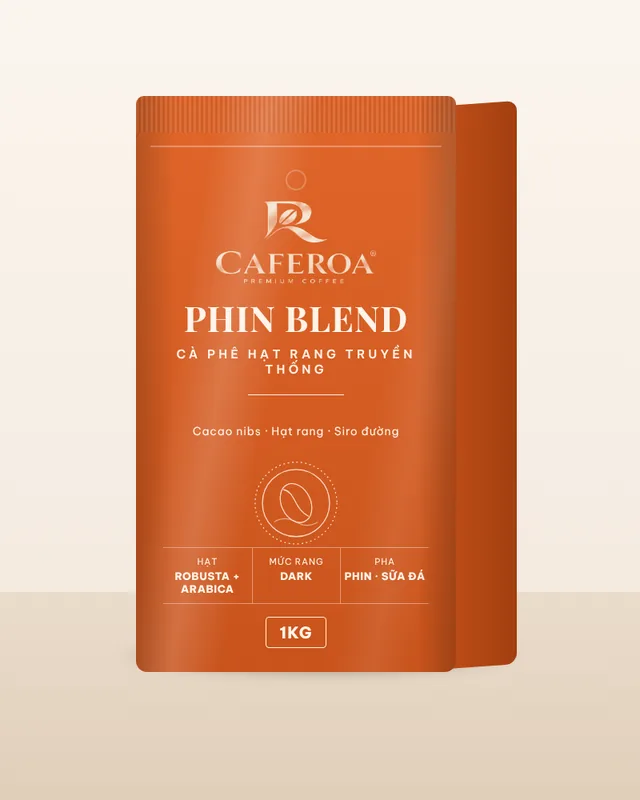 R
CAFEROA®
PREMIUM COFFEE
PHIN BLEND
CÀ PHÊ HẠT RANG TRUYỀN
THỐNG
Cacao nibs · Hạt rang · Siro đường
HẠT
ROBUSTA +
ARABICA
MỨC RANG
DARK
PHA
PHIN · SỮA ĐÁ
1KG